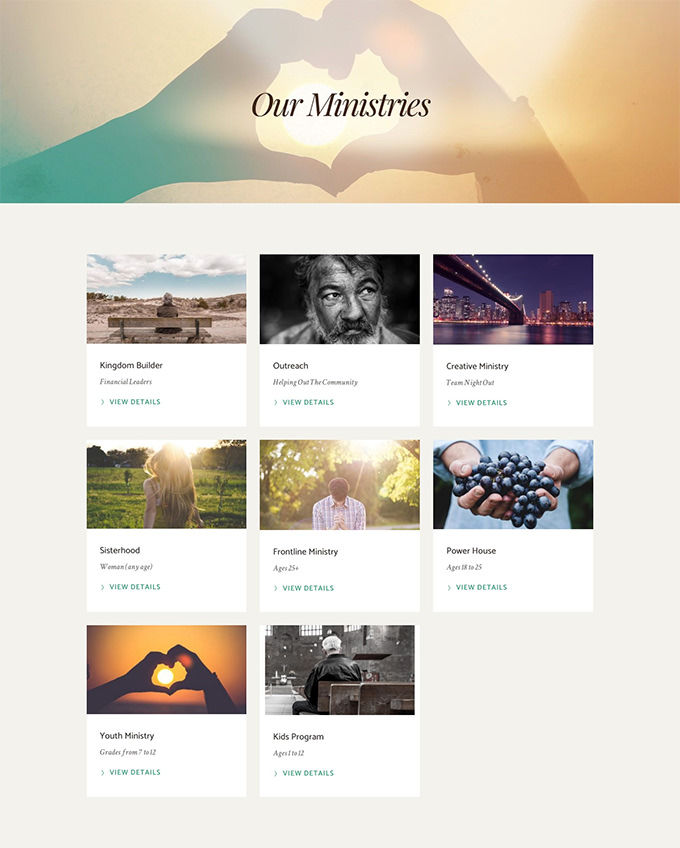 Our Ministries
Kingdom Builder
Financial Leaders
> VIEW DETAILS
Outreach
Helping Out The Community
> VIEW DETAILS
Creative Ministry
Team Night Out
> VIEW DETAILS
Sisterhood
Woman (any age)
> VIEW DETAILS
Frontline Ministry
Ages 25+
> VIEW DETAILS
Power House
Ages 18 to 25
> VIEW DETAILS
Youth Ministry
Grades from 7 to 12
> VIEW DETAILS
Kids Program
Ages 1 to 12
> VIEW DETAILS